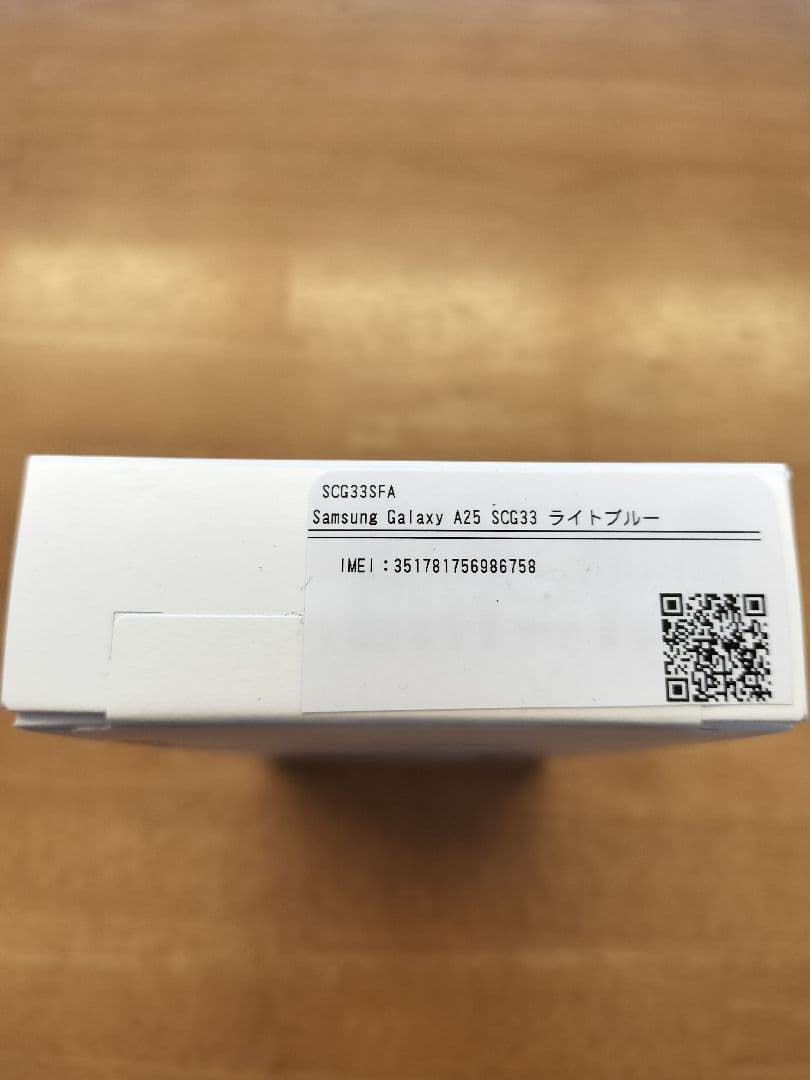 SCG33SFA
Samsung Galaxy A25 SCG33 ライトブルー
IMEI：351781756986758